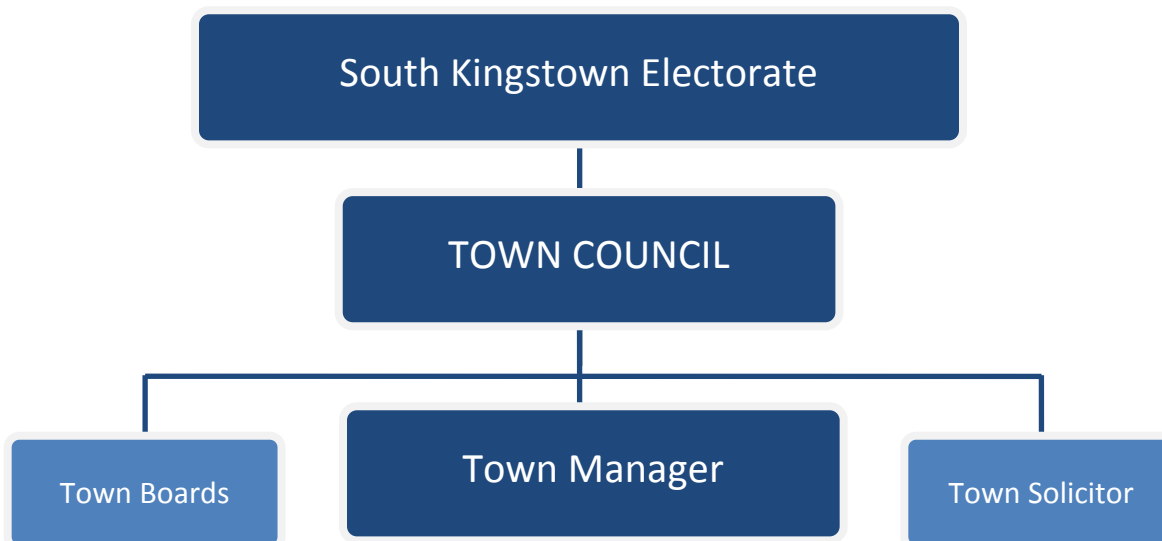 South Kingstown Electorate
TOWN COUNCIL
Town Boards
Town Manager
Town Solicitor